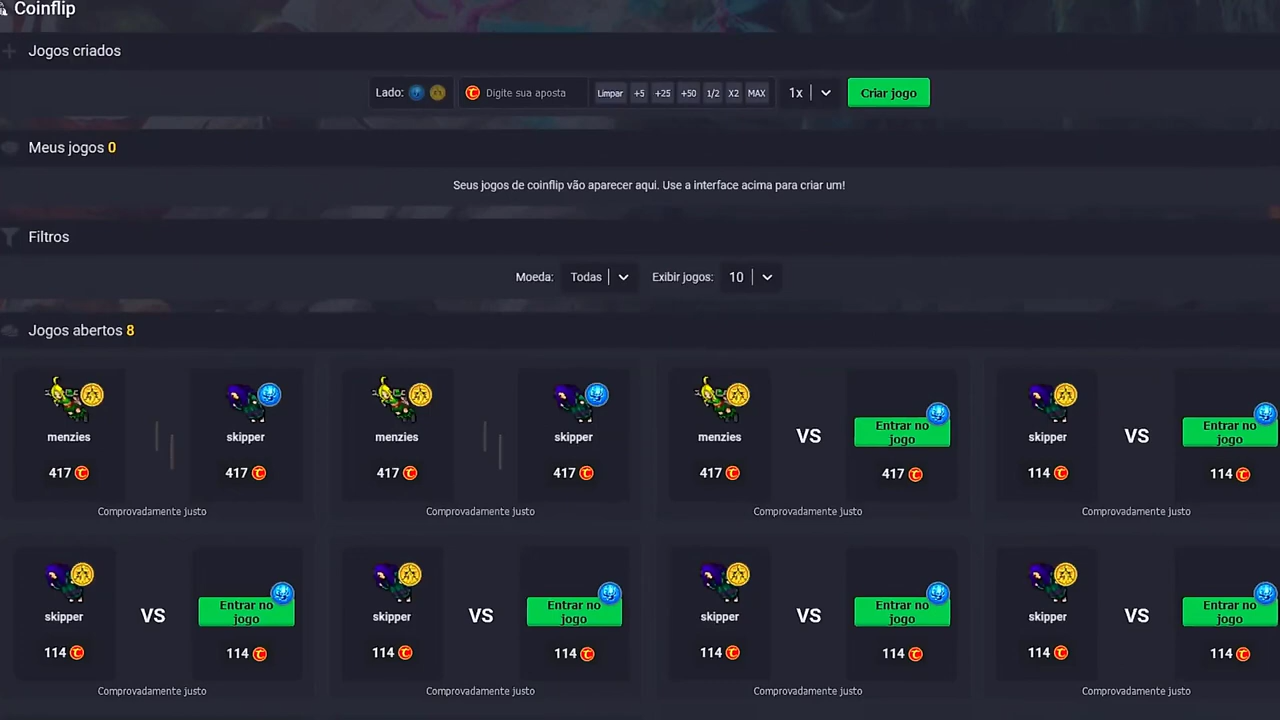 Coinflip
Jogos criados
Lado: Digite sua aposta Limpar +5 +25 +50 1/2 X2 MAX 1x Criar jogo
Meus jogos 0
Seus jogos de coinflip vão aparecer aqui. Use a interface acima para criar um!
Filtros
Moeda: Todas Exibir jogos: 10
Jogos abertos 8
menzies skipper menzies skipper menzies VS Entrar no jogo skipper VS Entrar no jogo
417 417 417 417 417 417 114 114
Comprovadamente justo Comprovadamente justo Comprovadamente justo Comprovadamente justo
skipper VS Entrar no jogo skipper VS Entrar no jogo skipper VS Entrar no jogo skipper VS Entrar no jogo
114 114 114 114 114 114 114 114
Comprovadamente justo Comprovadamente justo Comprovadamente justo Comprovadamente justo